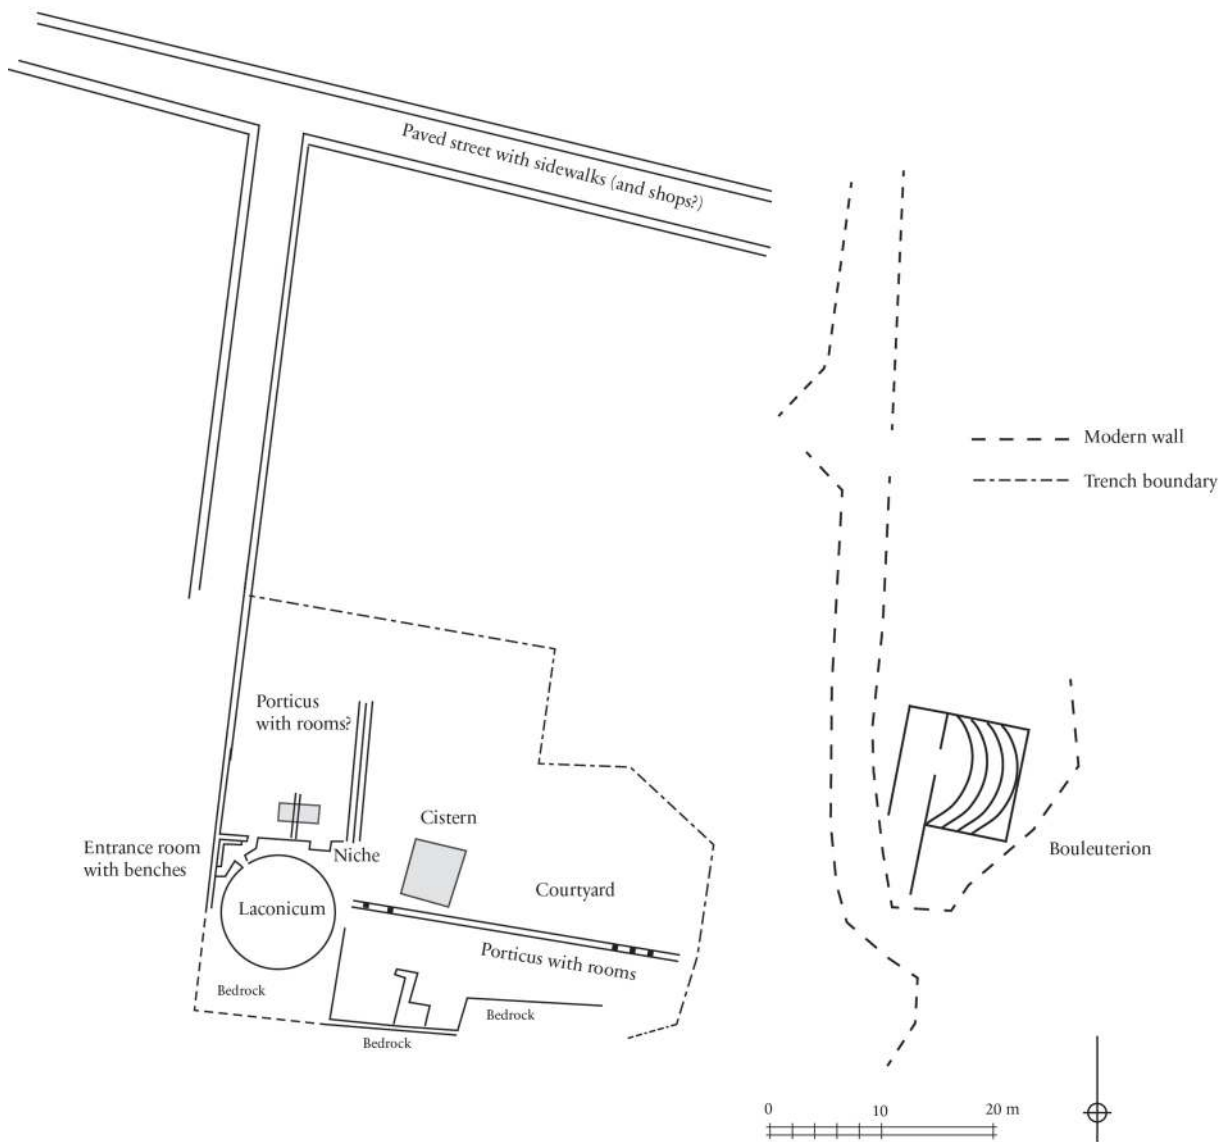 Paved street with sidewalks (and shops?)
Modern wall
Trench boundary
Porticus
with rooms?
Cistern
Entrance room
with benches
Niche
Bouleuterion
Courtyard
Laconicum
Porticus with rooms
Bedrock
Bedrock
Bedrock
0 10 20 m